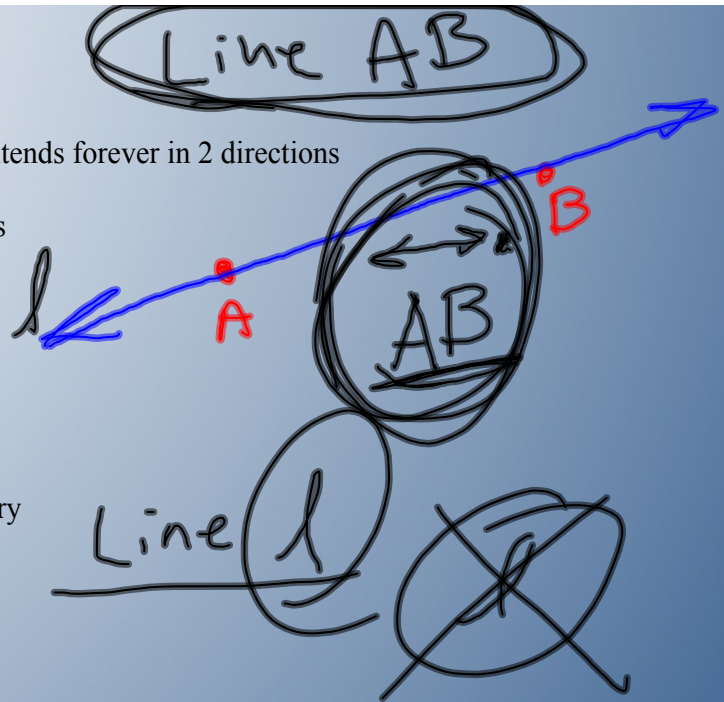 Line AB
tends forever in 2 directions
B
s
l
A
AB
ry
Line l